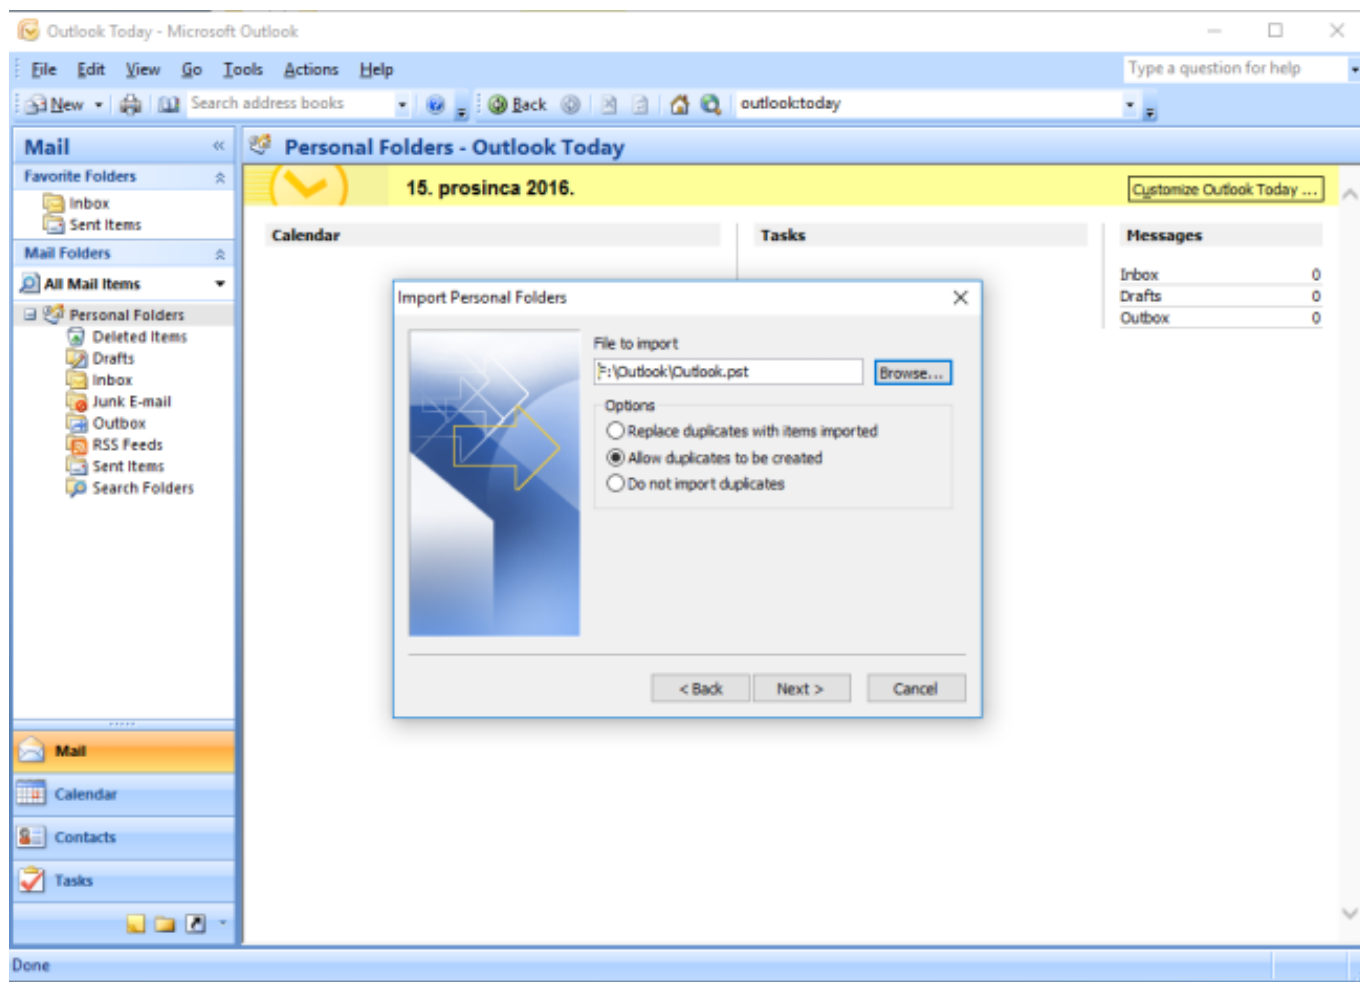 Outlook Today - Microsoft Outlook
File Edit View Go Tools Actions Help
Type a question for help
New Search address books Back outlook:today
Mail «
Personal Folders - Outlook Today
Favorite Folders
Inbox
Sent Items
Mail Folders
All Mail Items
Personal Folders
Deleted Items
Drafts
Inbox
Junk E-mail
Outbox
RSS Feeds
Sent Items
Search Folders
15. prosinca 2016.
Customize Outlook Today ...
Calendar
Tasks
Messages
Inbox 0
Drafts 0
Outbox 0
Import Personal Folders
File to import
F:\Outlook\Outlook.pst
Browse...
Options
Replace duplicates with items imported
Allow duplicates to be created
Do not import duplicates
< Back Next > Cancel
Mail
Calendar
Contacts
Tasks
Done